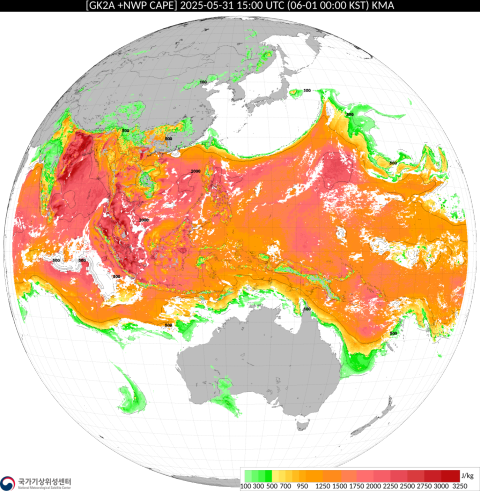 [GK2A +NWP CAPE] 2025-05-31 15:00 UTC (06-01 00:00 KST) KMA
J/kg
100 300 500 700 950 1250 1500 1750 2000 2250 2500 2750 3000 3250
국가기상위성센터
National Meteorological Satellite Center